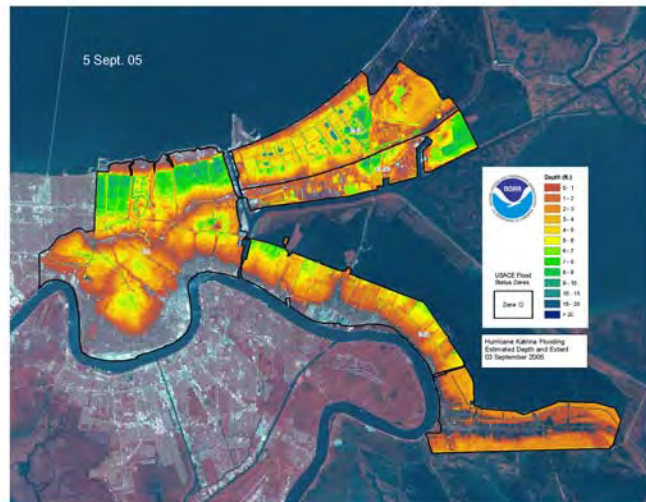 5 Sept. 05
NOAA
Depth (ft.)
0 - 1
1 - 2
2 - 3
3 - 4
4 - 5
5 - 6
6 - 7
7 - 8
8 - 9
9 - 10
10 - 15
15 - 20
> 20
USACE Flood
Status Zones
Zone ID
Hurricane Katrina Flooding
Estimated Depth and Extent
03 September 2005